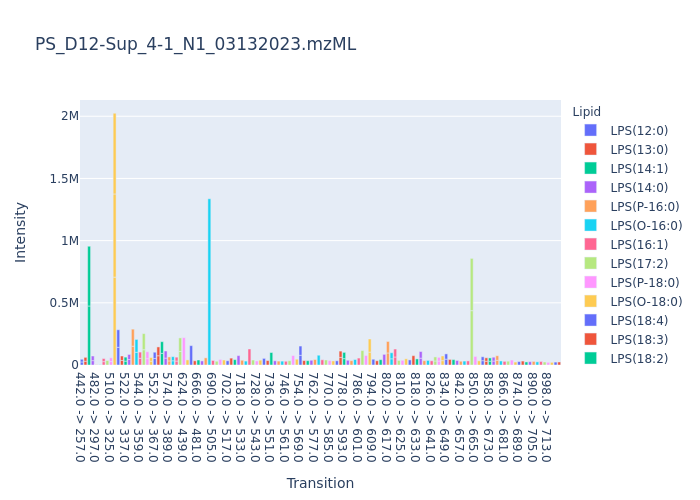 PS_D12-Sup_4-1_N1_03132023.mzML
Intensity
2M
1.5M
1M
0.5M
0
442.0 -> 257.0
482.0 -> 297.0
510.0 -> 325.0
522.0 -> 337.0
544.0 -> 359.0
552.0 -> 367.0
574.0 -> 389.0
624.0 -> 439.0
666.0 -> 481.0
690.0 -> 505.0
702.0 -> 517.0
718.0 -> 533.0
728.0 -> 543.0
736.0 -> 551.0
746.0 -> 561.0
754.0 -> 569.0
762.0 -> 577.0
770.0 -> 585.0
778.0 -> 593.0
786.0 -> 601.0
794.0 -> 609.0
802.0 -> 617.0
810.0 -> 625.0
818.0 -> 633.0
826.0 -> 641.0
834.0 -> 649.0
842.0 -> 657.0
850.0 -> 665.0
858.0 -> 673.0
866.0 -> 681.0
874.0 -> 689.0
890.0 -> 705.0
898.0 -> 713.0
Transition
Lipid
LPS(12:0)
LPS(13:0)
LPS(14:1)
LPS(14:0)
LPS(P-16:0)
LPS(O-16:0)
LPS(16:1)
LPS(17:2)
LPS(P-18:0)
LPS(O-18:0)
LPS(18:4)
LPS(18:3)
LPS(18:2)